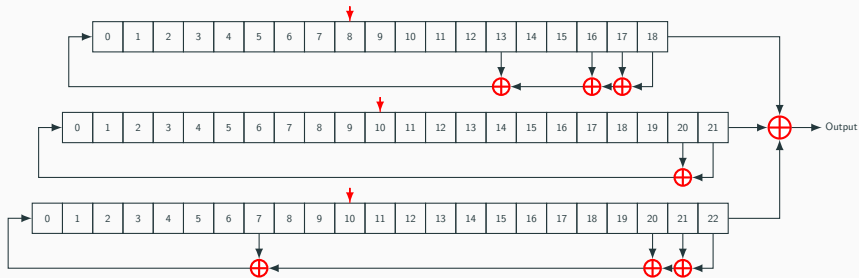 0 1 2 3 4 5 6 7 8 9 10 11 12 13 14 15 16 17 18
0 1 2 3 4 5 6 7 8 9 10 11 12 13 14 15 16 17 18 19 20 21
Output
0 1 2 3 4 5 6 7 8 9 10 11 12 13 14 15 16 17 18 19 20 21 22